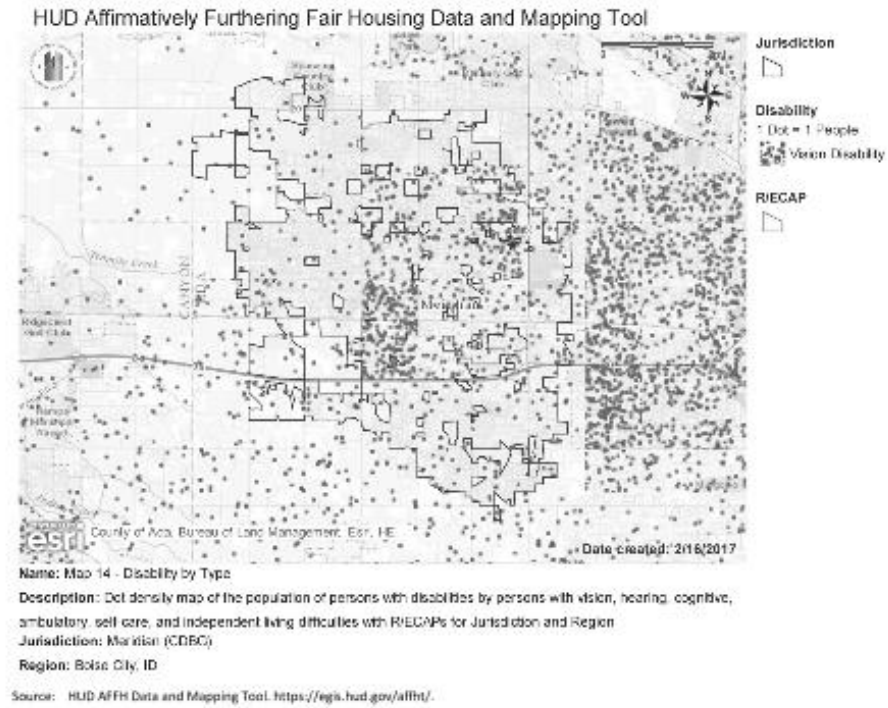 HUD Affirmatively Furthering Fair Housing Data and Mapping Tool
Jurisdiction
Disability
1 Dot = 1 People
Vision Disability
R/ECAP
CANYON
ADA
esri
County of Ada, Bureau of Land Management, Esri, HE
Date created: 2/16/2017
Name: Map 14 - Disability by Type
Description: Dot density map of the population of persons with disabilities by persons with vision, hearing, cognitive,
ambulatory, self-care, and independent living difficulties with R/ECAPs for Jurisdiction and Region
Jurisdiction: Meridian (CDBG)
Region: Boise City, ID
Source: HUD AFFH Data and Mapping Tool. https://egis.hud.gov/affht/.